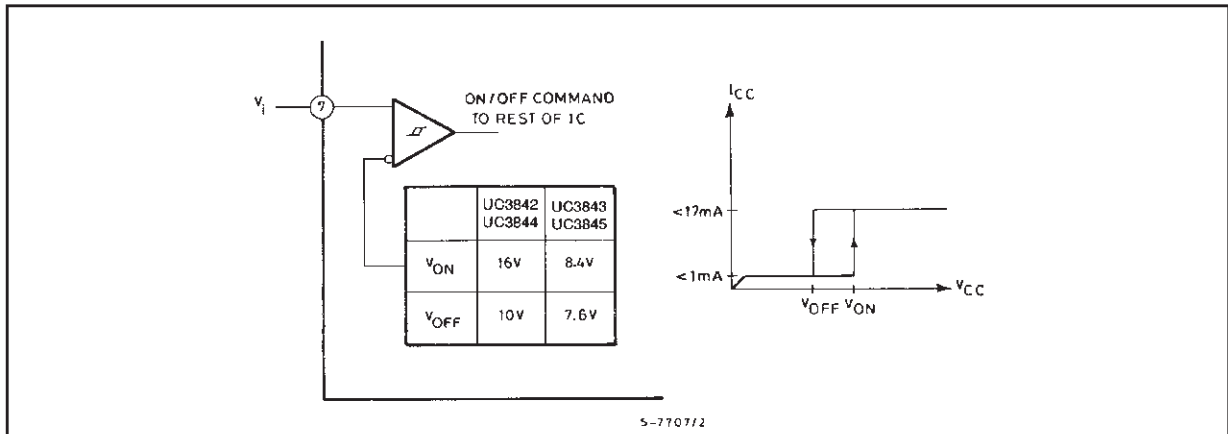 Vi
7
ON/OFF COMMAND
TO REST OF IC
UC3842 UC3843
UC3844 UC3845
VON 16V 8.4V
VOFF 10V 7.6V
ICC
<17mA
<1mA
VOFF VON
VCC
S-7707/2